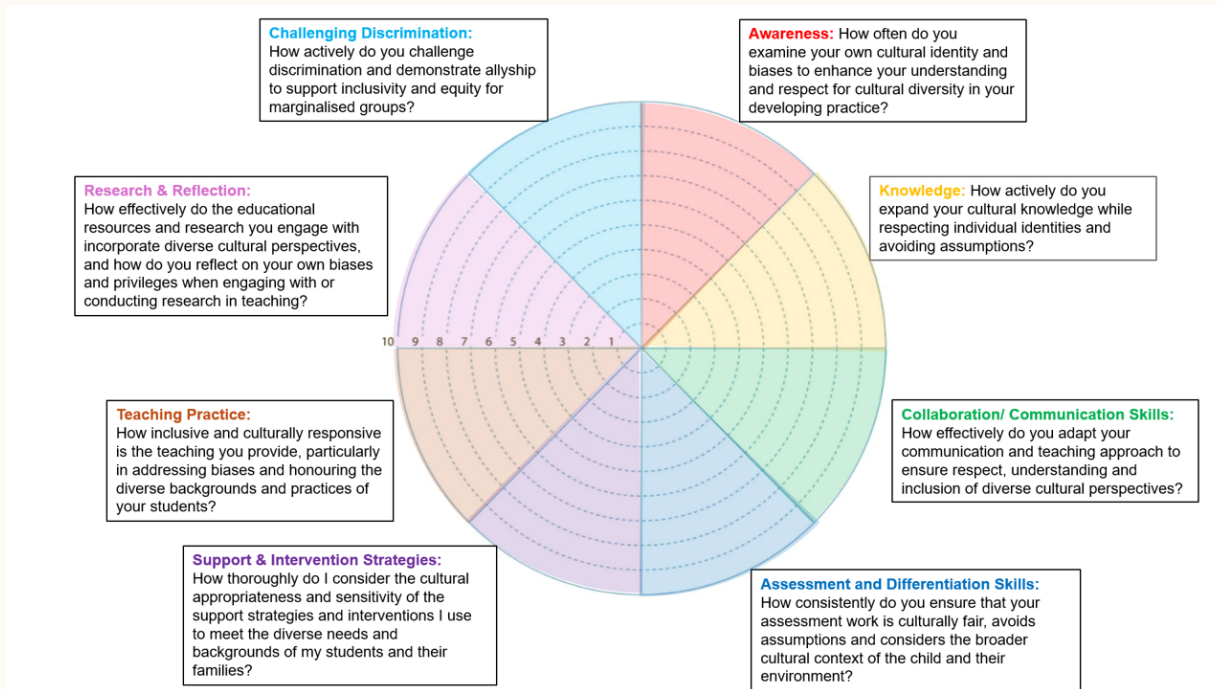 Challenging Discrimination:
How actively do you challenge
discrimination and demonstrate allyship
to support inclusivity and equity for
marginalised groups?
Awareness: How often do you
examine your own cultural identity and
biases to enhance your understanding
and respect for cultural diversity in your
developing practice?
Research & Reflection:
How effectively do the educational
resources and research you engage with
incorporate diverse cultural perspectives,
and how do you reflect on your own biases
and privileges when engaging with or
conducting research in teaching?
Knowledge: How actively do you
expand your cultural knowledge while
respecting individual identities and
avoiding assumptions?
10 9 8 7 6 5 4 3 2 1
Teaching Practice:
How inclusive and culturally responsive
is the teaching you provide, particularly
in addressing biases and honouring the
diverse backgrounds and practices of
your students?
Collaboration/ Communication Skills:
How effectively do you adapt your
communication and teaching approach to
ensure respect, understanding and
inclusion of diverse cultural perspectives?
Support & Intervention Strategies:
How thoroughly do I consider the cultural
appropriateness and sensitivity of the
support strategies and interventions I use
to meet the diverse needs and
backgrounds of my students and their
families?
Assessment and Differentiation Skills:
How consistently do you ensure that your
assessment work is culturally fair, avoids
assumptions and considers the broader
cultural context of the child and their
environment?